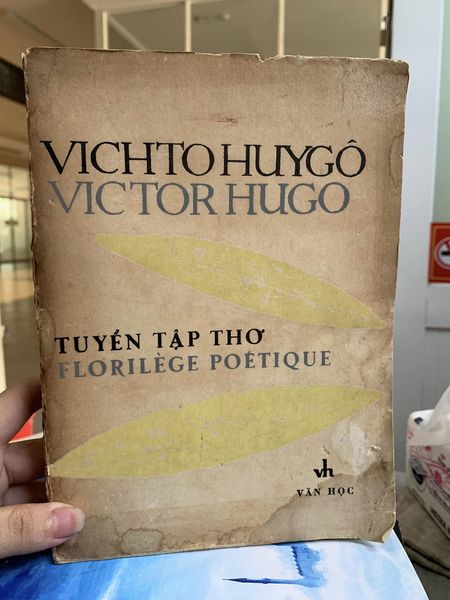 VICHTO HUYGÔ
VICTOR HUGO
TUYỂN TẬP THƠ
FLORILÈGE POÉTIQUE
vh
VĂN HỌC